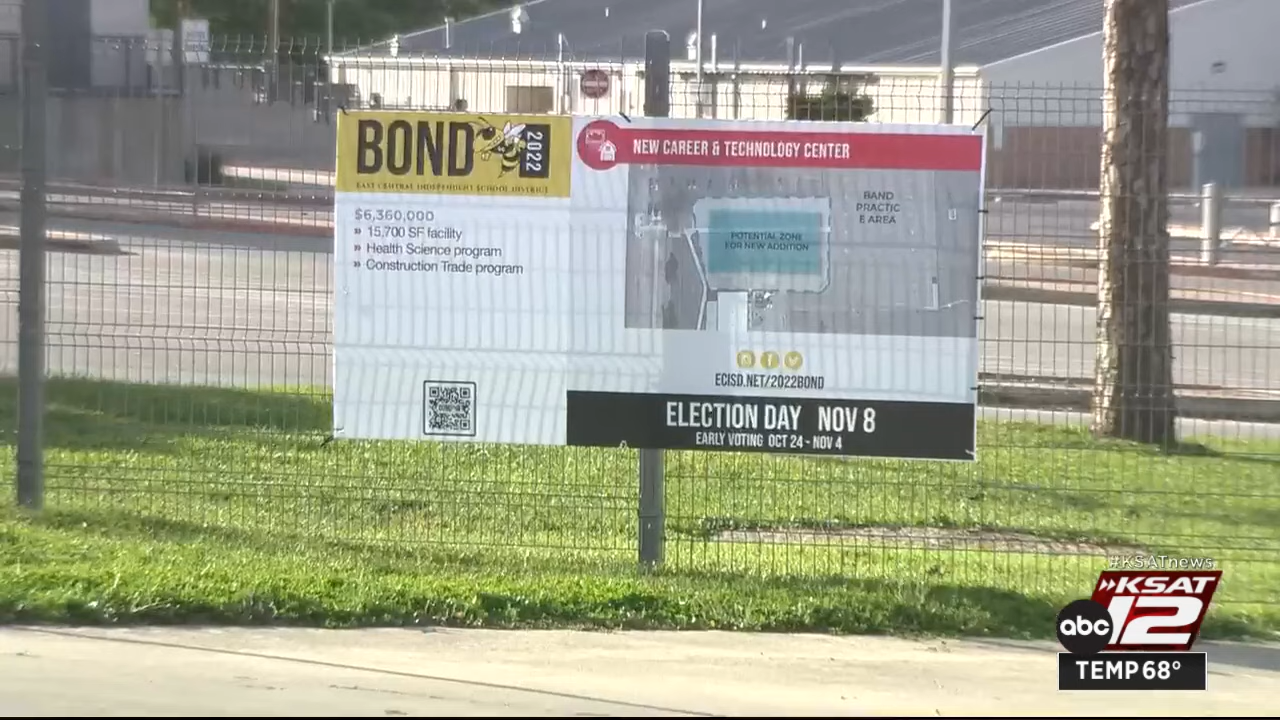 BOND 2022
EAST CENTRAL INDEPENDENT SCHOOL DISTRICT
$6,360,000
» 15,700 SF facility
» Health Science program
» Construction Trade program
NEW CAREER & TECHNOLOGY CENTER
POTENTIAL ZONE
FOR NEW ADDITION
BAND
PRACTIC
E AREA
ECISD.NET/2022BOND
ELECTION DAY NOV 8
EARLY VOTING OCT 24 - NOV 4
#KSATnews
KSAT
abc 12
TEMP 68°